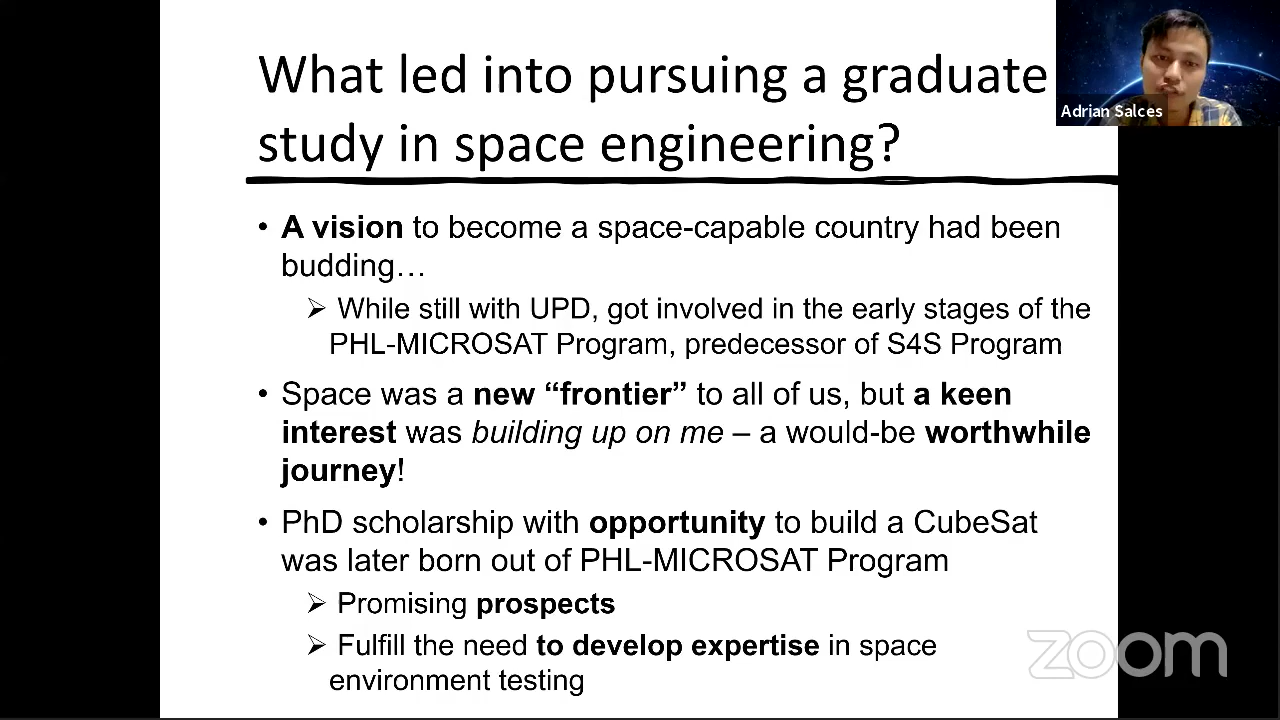 What led into pursuing a graduate
study in space engineering?
Adrian Salces
• A vision to become a space-capable country had been
budding…
➢ While still with UPD, got involved in the early stages of the
PHL-MICROSAT Program, predecessor of S4S Program
• Space was a new “frontier” to all of us, but a keen
interest was building up on me – a would-be worthwhile
journey!
• PhD scholarship with opportunity to build a CubeSat
was later born out of PHL-MICROSAT Program
➢ Promising prospects
➢ Fulfill the need to develop expertise in space
environment testing
zoom